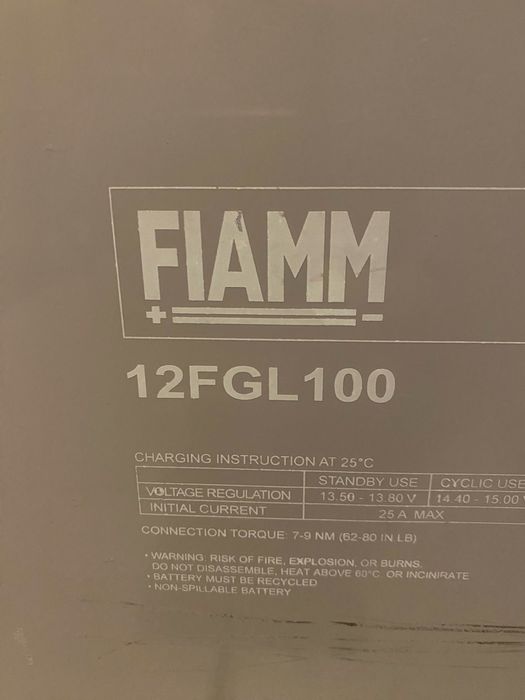 FIAMM
+ -
12FGL100
CHARGING INSTRUCTION AT 25°C
STANDBY USE CYCLIC USE
VOLTAGE REGULATION 13.50 - 13.80 V 14.40 - 15.00 V
INITIAL CURRENT 25 A MAX
CONNECTION TORQUE: 7-9 NM (62-80 IN LB)
• WARNING: RISK OF FIRE, EXPLOSION, OR BURNS.
DO NOT DISASSEMBLE, HEAT ABOVE 60°C OR INCINIRATE
• BATTERY MUST BE RECYCLED
• NON-SPILLABLE BATTERY